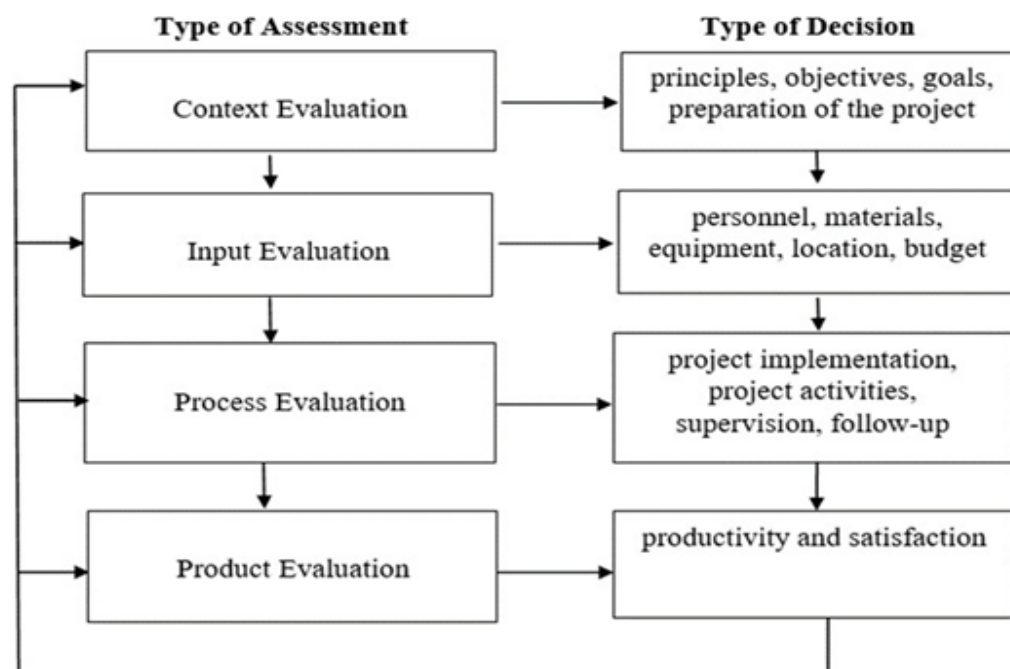 Type of Assessment
Type of Decision
Context Evaluation
principles, objectives, goals,
preparation of the project
Input Evaluation
personnel, materials,
equipment, location, budget
Process Evaluation
project implementation,
project activities,
supervision, follow-up
Product Evaluation
productivity and satisfaction